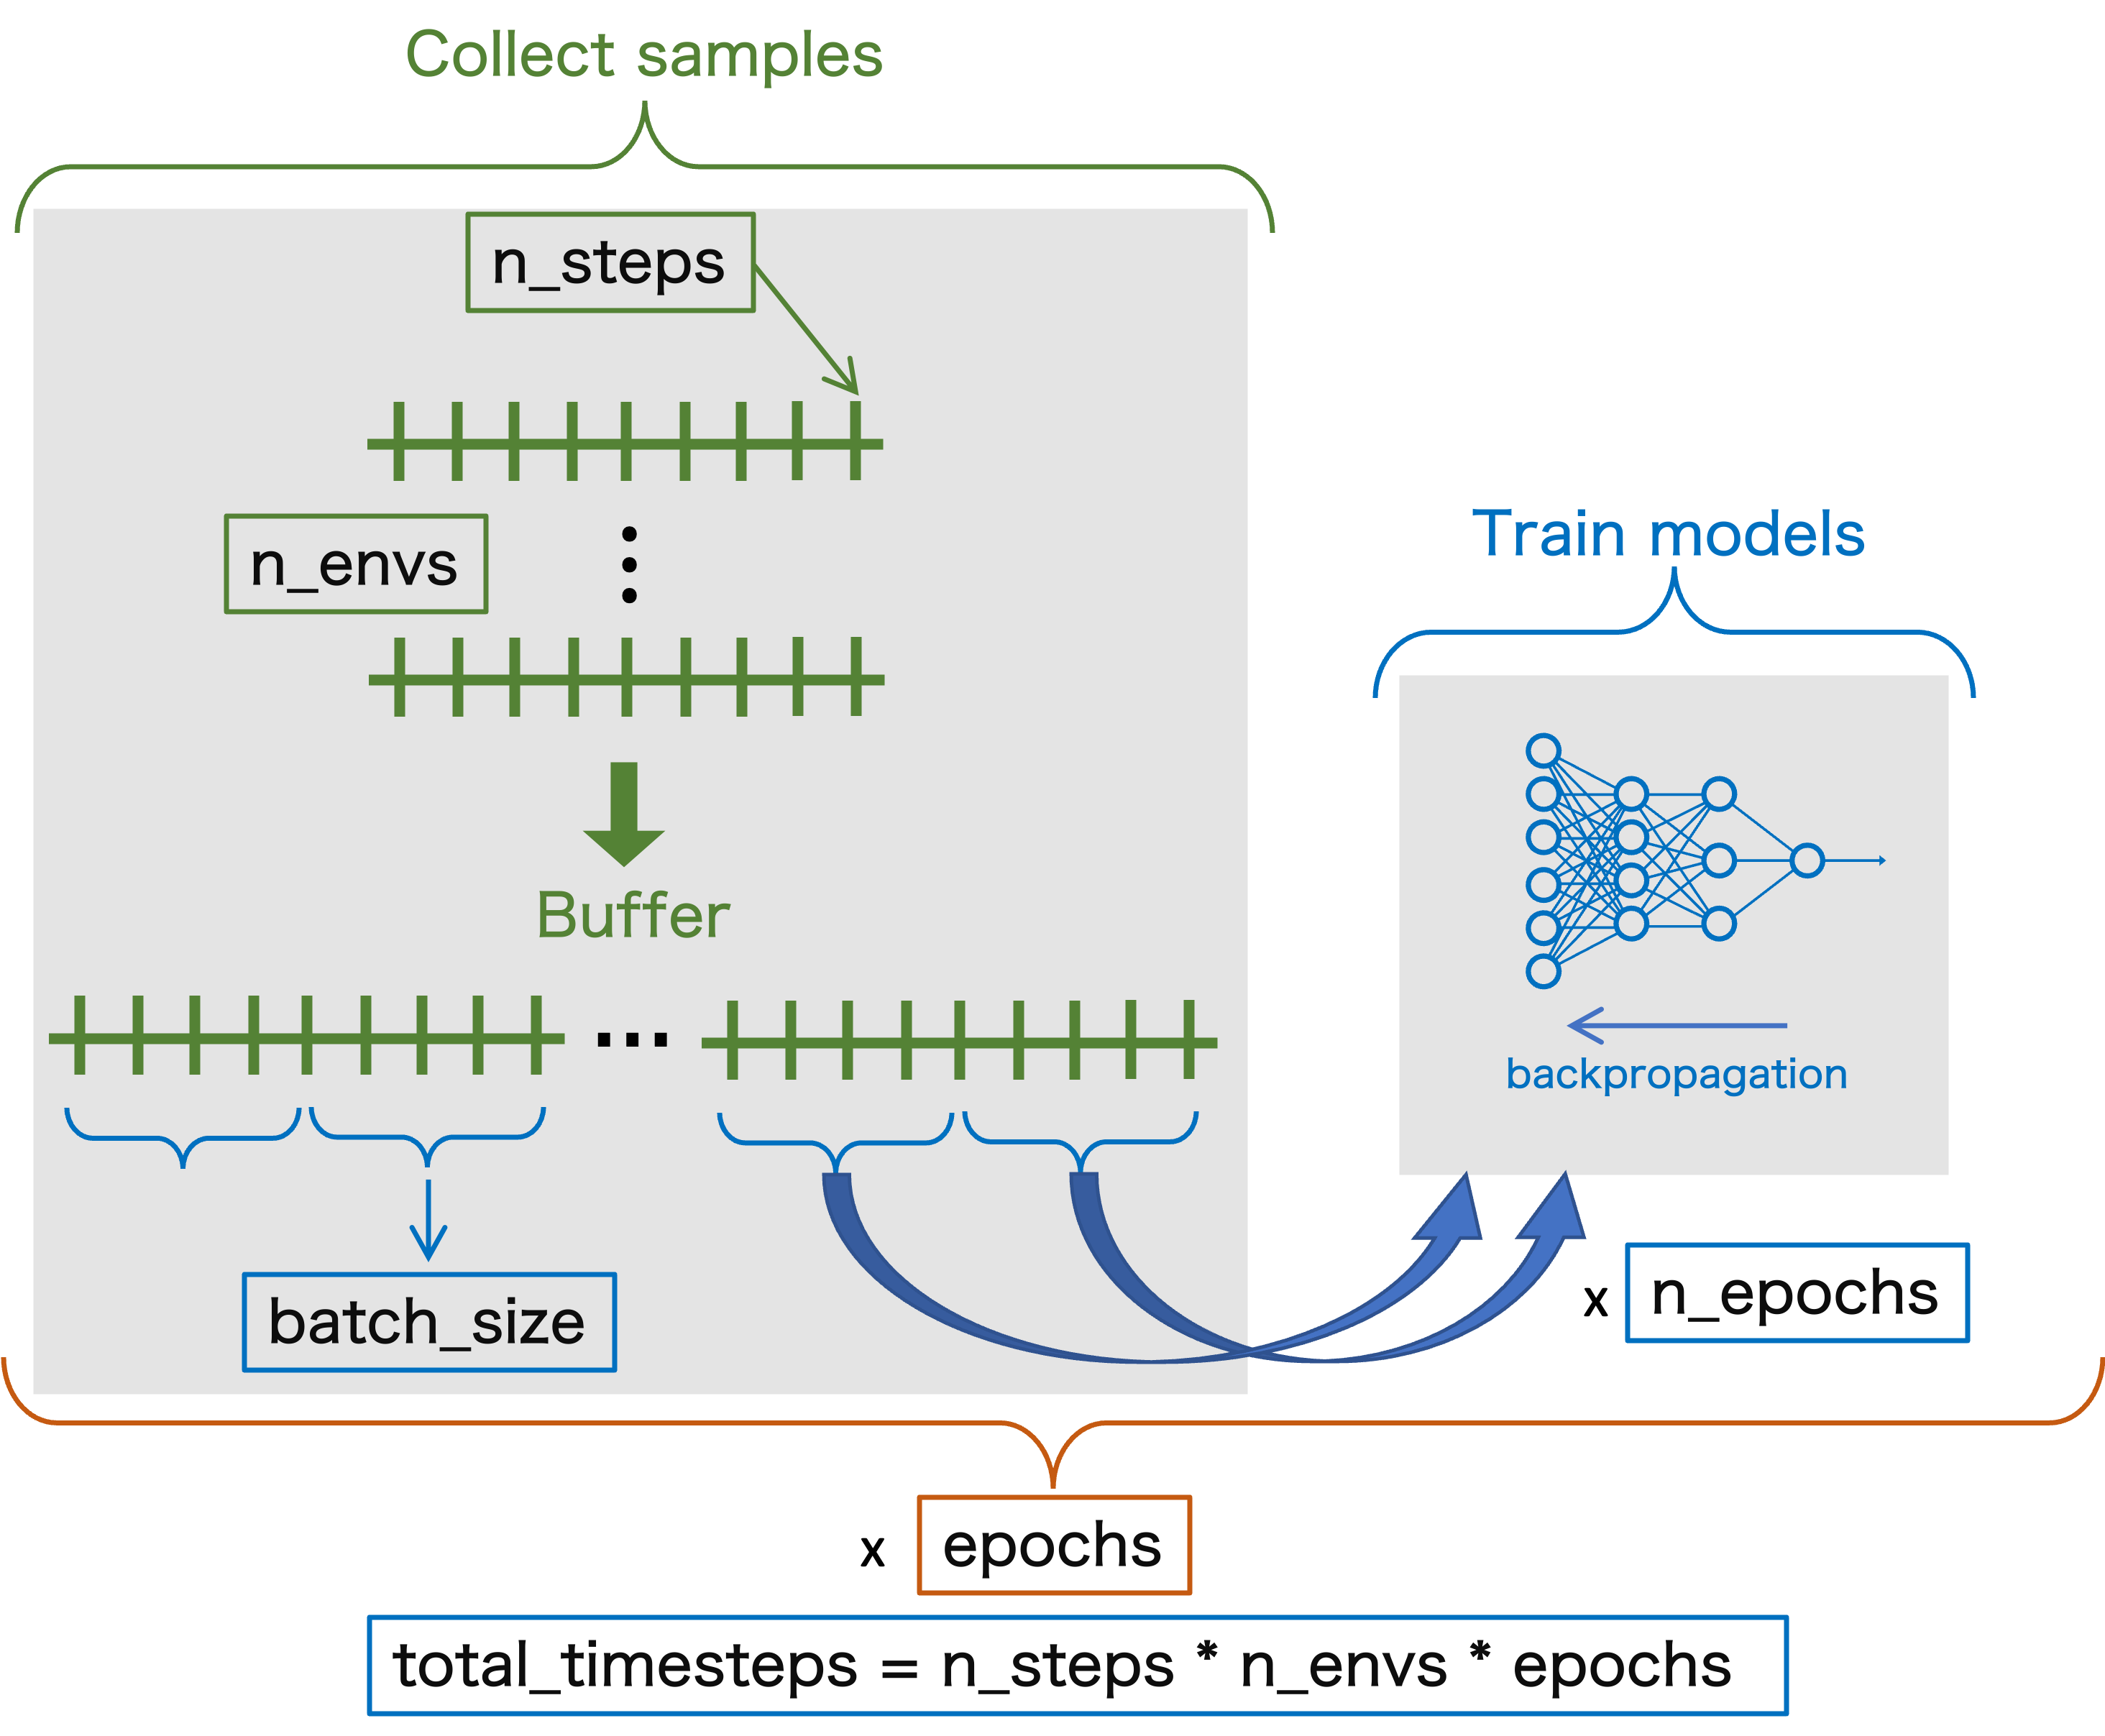 Collect samples
n_steps
n_envs
Train models
Buffer
backpropagation
batch_size
x n_epochs
x epochs
total_timesteps = n_steps * n_envs * epochs